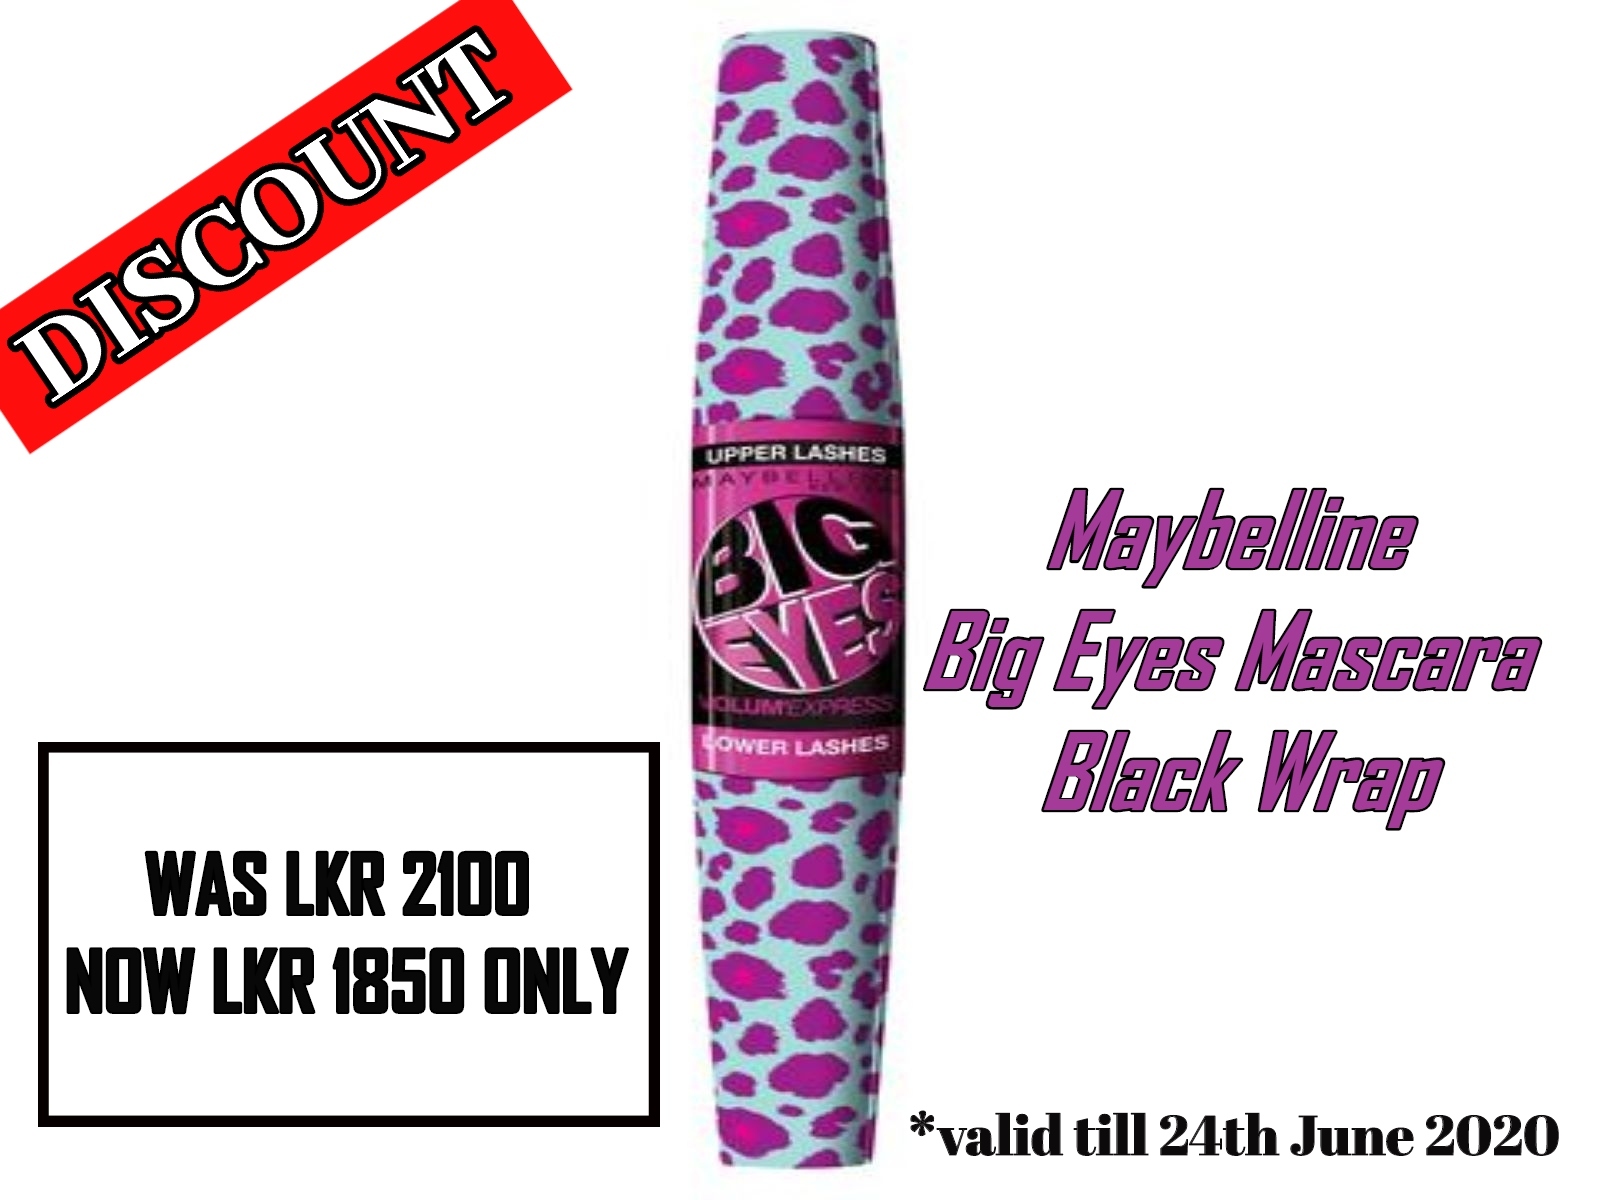 DISCOUNT
UPPER LASHES
MAYBELLINE
BIG
EYES
VOLUM'EXPRESS
LOWER LASHES
Maybelline
Big Eyes Mascara
Black Wrap
WAS LKR 2100
NOW LKR 1850 ONLY
*valid till 24th June 2020